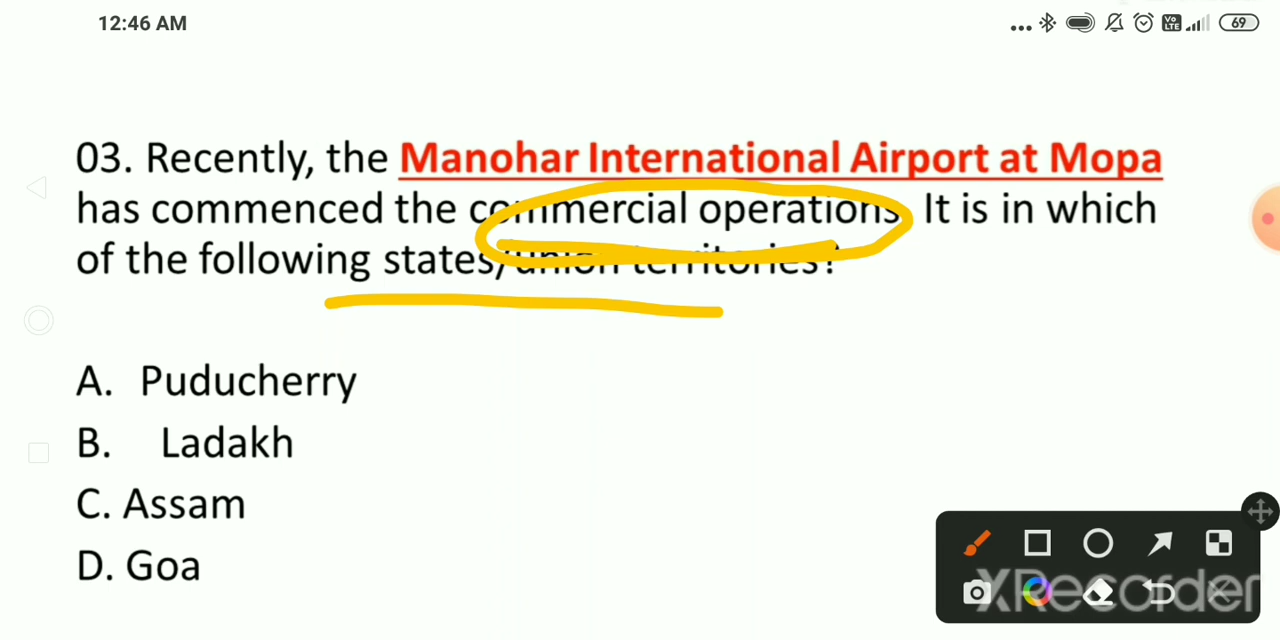 12:46 AM
VoLTE
69
03. Recently, the Manohar International Airport at Mopa
has commenced the commercial operations. It is in which
of the following states/union territories?
A. Puducherry
B. Ladakh
C. Assam
D. Goa
XRecorder